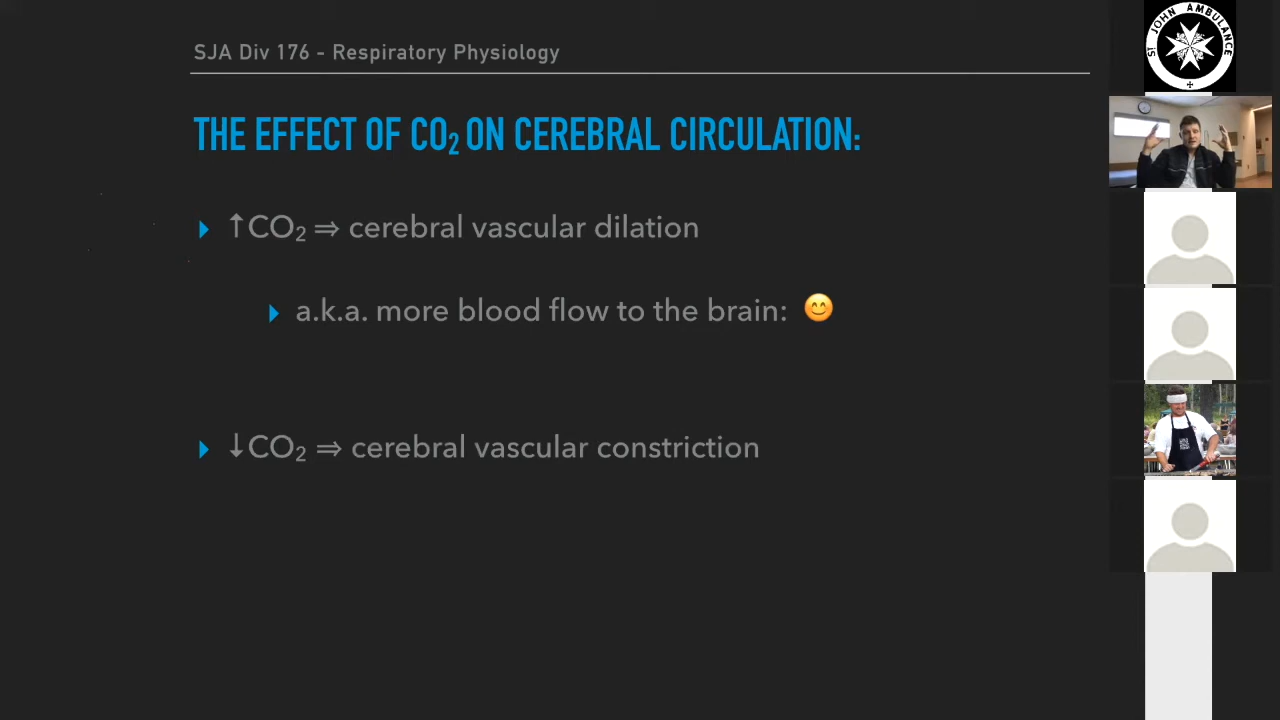 SJA Div 176 - Respiratory Physiology
THE EFFECT OF CO₂ ON CEREBRAL CIRCULATION:
↑CO₂ ⇒ cerebral vascular dilation
a.k.a. more blood flow to the brain: 😊
↓CO₂ ⇒ cerebral vascular constriction
St JOHN AMBULANCE